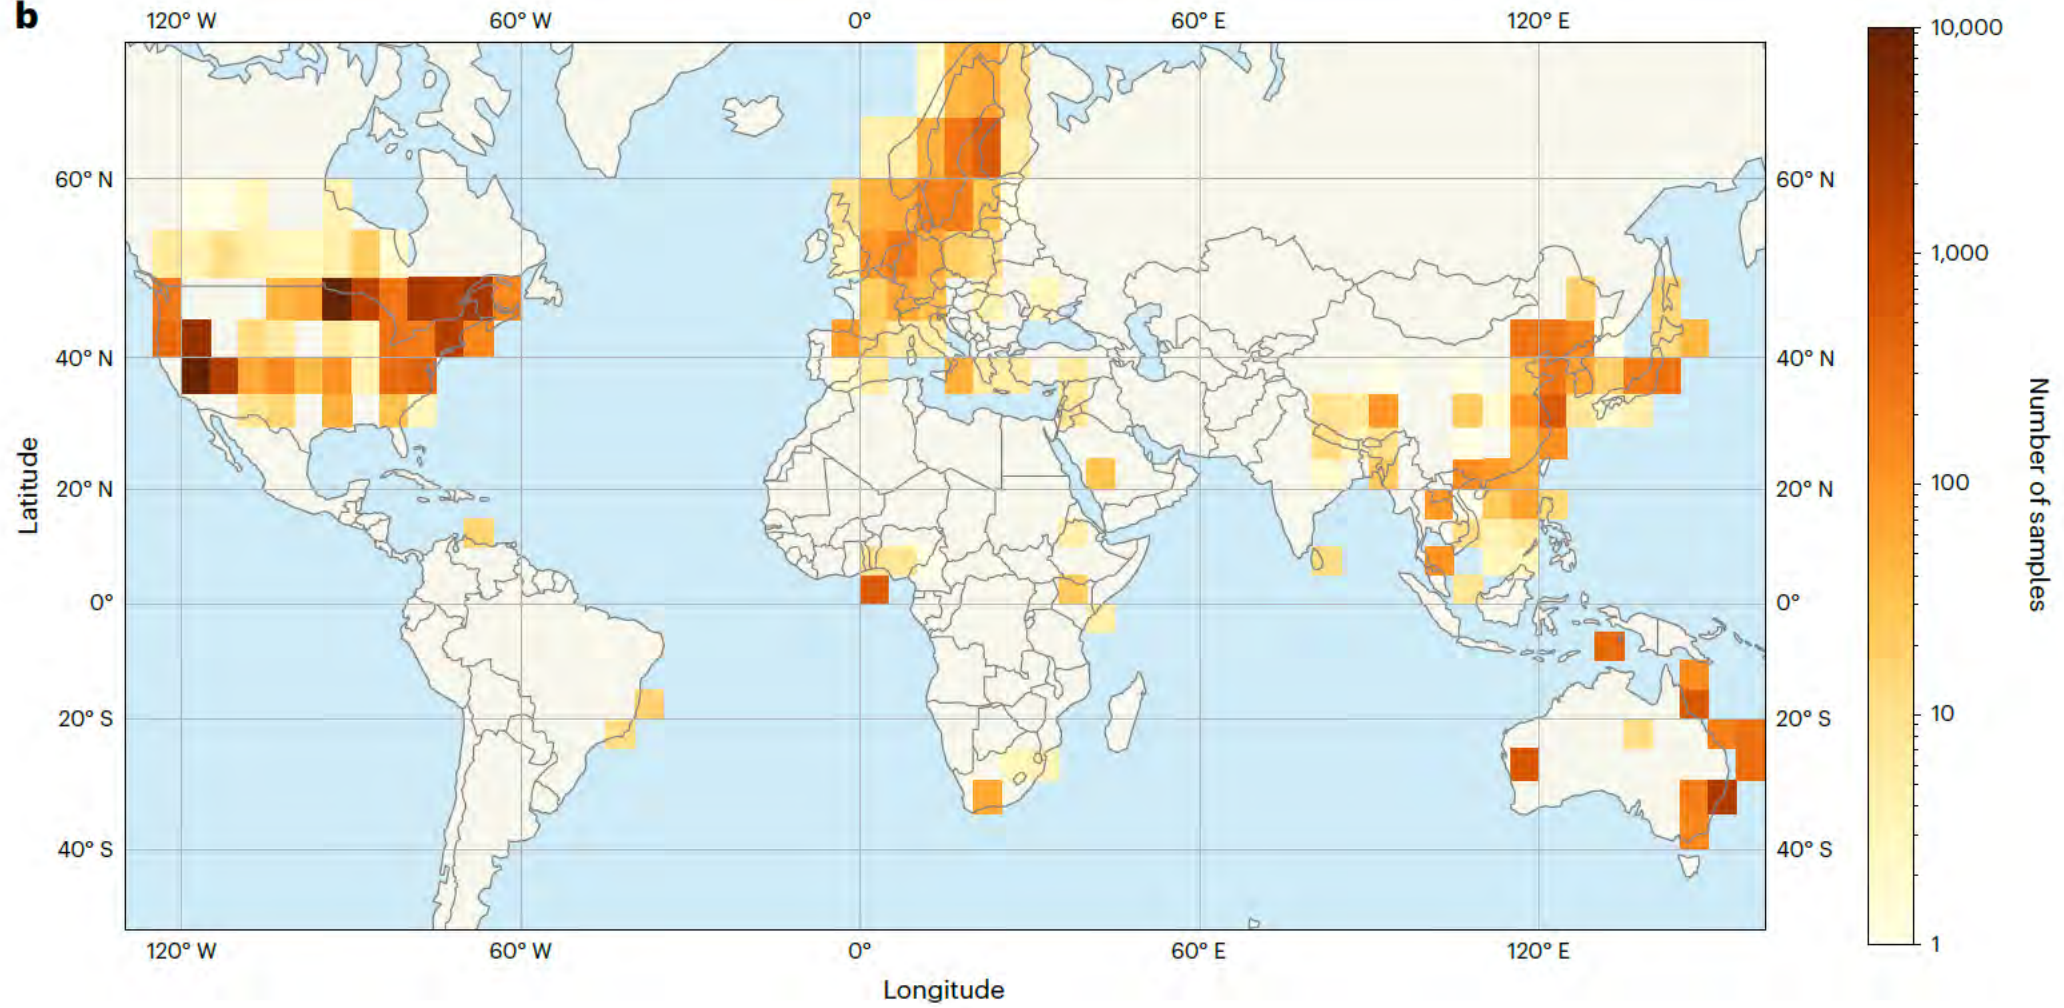 b
120° W 60° W 0° 60° E 120° E
10,000
60° N 60° N
1,000
40° N 40° N
100
20° N 20° N
0° 0°
10
20° S 20° S
40° S 40° S
1
120° W 60° W 0° 60° E 120° E
Latitude
Longitude
Number of samples